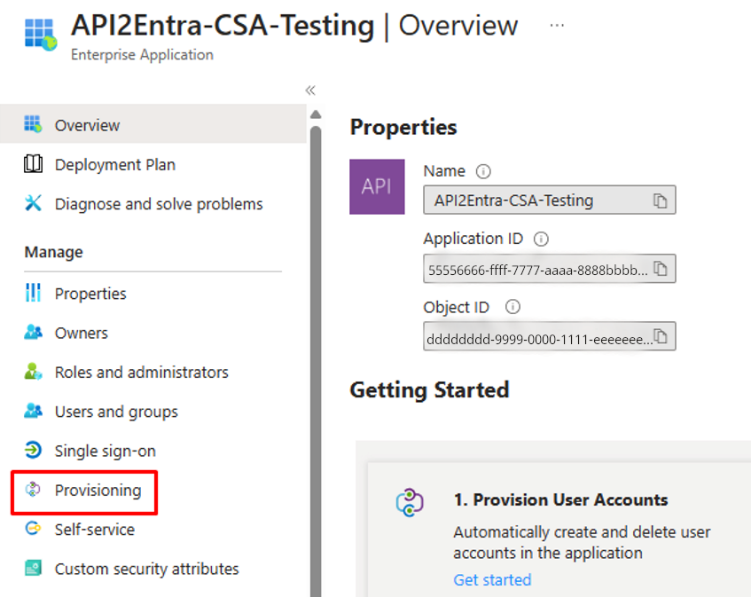 API2Entra-CSA-Testing | Overview ...
Enterprise Application
«
Overview
Deployment Plan
Diagnose and solve problems
Manage
Properties
Owners
Roles and administrators
Users and groups
Single sign-on
Provisioning
Self-service
Custom security attributes
Properties
API
Name
API2Entra-CSA-Testing
Application ID
55556666-ffff-7777-aaaa-8888bbbb...
Object ID
dddddddd-9999-0000-1111-eeeeeee...
Getting Started
1. Provision User Accounts
Automatically create and delete user
accounts in the application
Get started